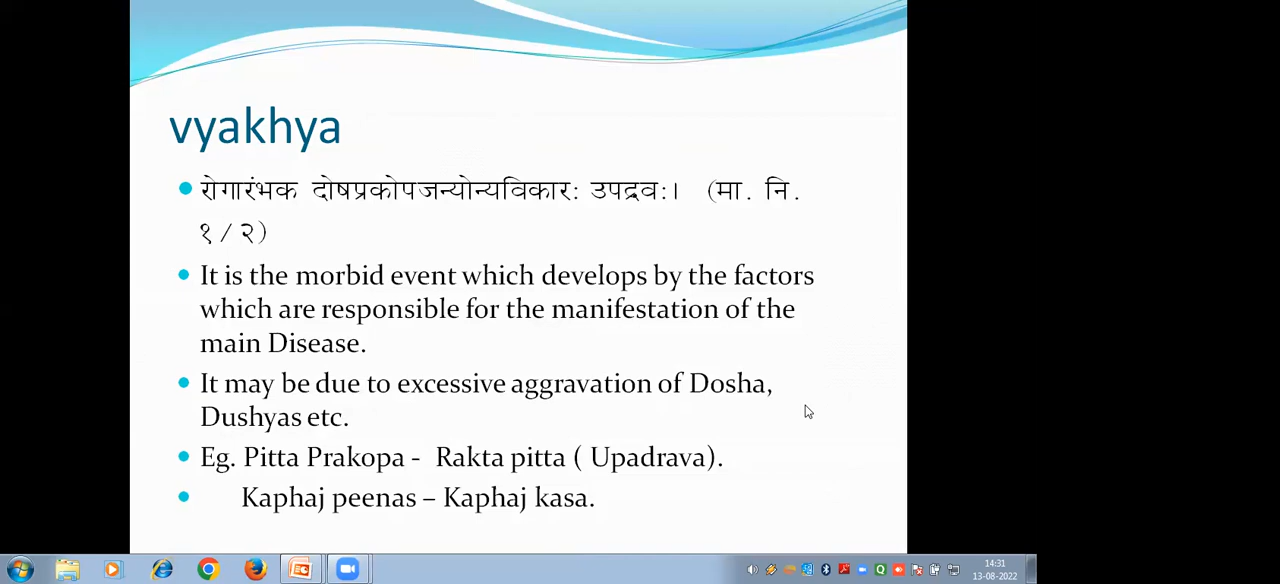 vyakhya
रोगारंभक दोषप्रकोपजन्योन्यविकारः उपद्रवः। (मा. नि.
१/२)
It is the morbid event which develops by the factors
which are responsible for the manifestation of the
main Disease.
It may be due to excessive aggravation of Dosha,
Dushyas etc.
Eg. Pitta Prakopa - Rakta pitta ( Upadrava).
Kaphaj peenas – Kaphaj kasa.
14:31
13-08-2022